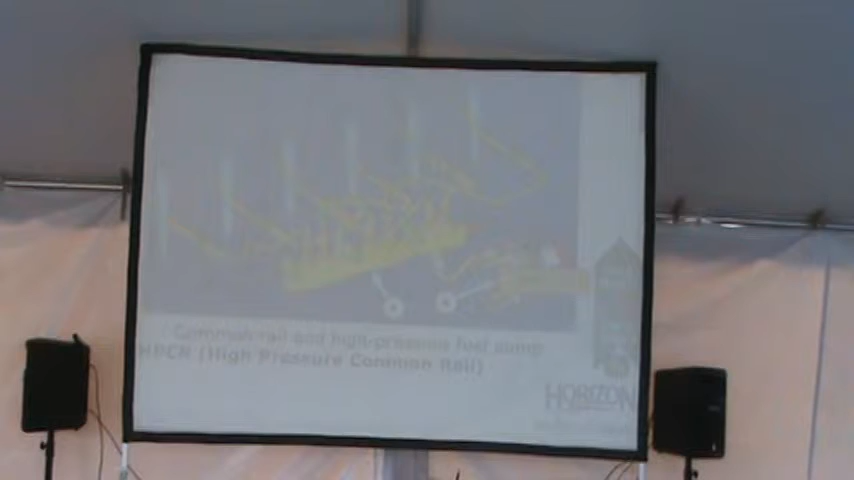 Common rail and high-pressure fuel pump
HPCR (High Pressure Common Rail)
HORIZON